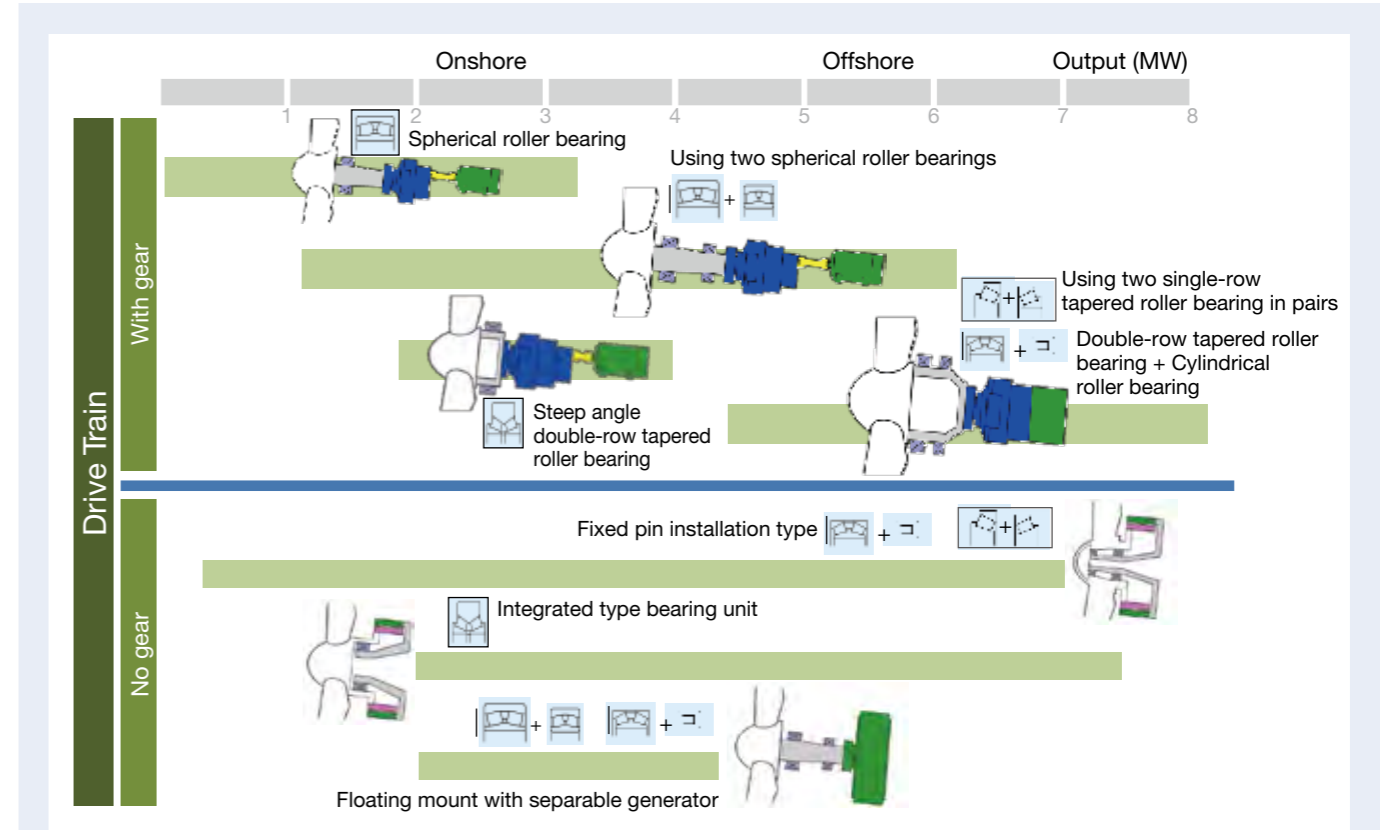 Onshore
Offshore
Output (MW)
1
2
3
4
5
6
7
8
Drive Train
With gear
Spherical roller bearing
Using two spherical roller bearings
+
Using two single-row
tapered roller bearing in pairs
+
Double-row tapered roller
bearing + Cylindrical
roller bearing
+
Steep angle
double-row tapered
roller bearing
No gear
Fixed pin installation type
+
+
Integrated type bearing unit
+
+
Floating mount with separable generator